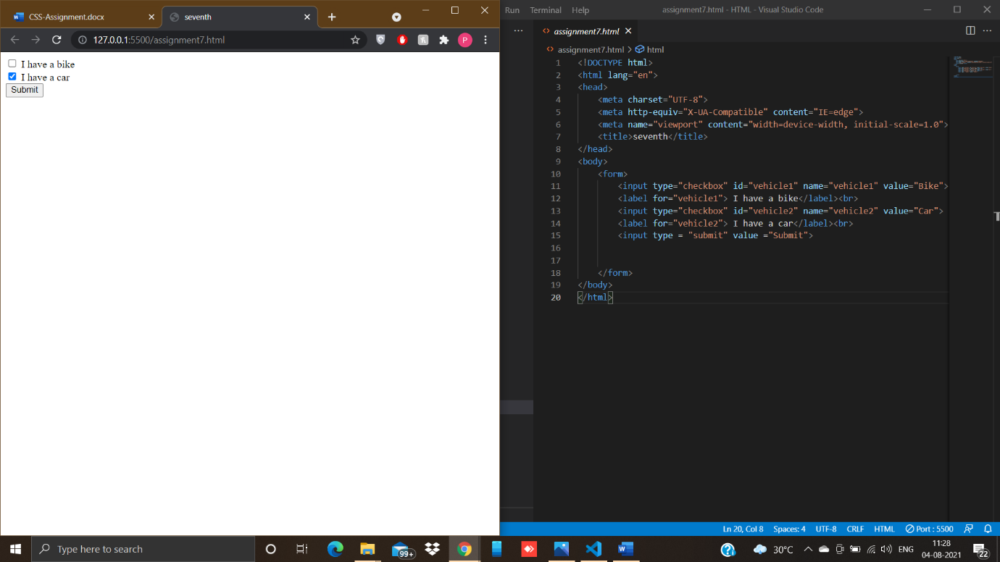 CSS-Assignment.docx
seventh
127.0.0.1:5500/assignment7.html
P
I have a bike
I have a car
Submit
Run Terminal Help
assignment7.html - HTML - Visual Studio Code
assignment7.html
assignment7.html > html
1 <!DOCTYPE html>
2 <html lang="en">
3 <head>
4 <meta charset="UTF-8">
5 <meta http-equiv="X-UA-Compatible" content="IE=edge">
6 <meta name="viewport" content="width=device-width, initial-scale=1.0">
7 <title>seventh</title>
8 </head>
9 <body>
10 <form>
11 <input type="checkbox" id="vehicle1" name="vehicle1" value="Bike">
12 <label for="vehicle1"> I have a bike</label><br>
13 <input type="checkbox" id="vehicle2" name="vehicle2" value="Car">
14 <label for="vehicle2"> I have a car</label><br>
15 <input type = "submit" value ="Submit">
16
17
18 </form>
19 </body>
20 </html>
Ln 20, Col 8 Spaces: 4 UTF-8 CRLF HTML Port : 5500
Type here to search
99+
30°C
ENG
11:28
04-08-2021
22